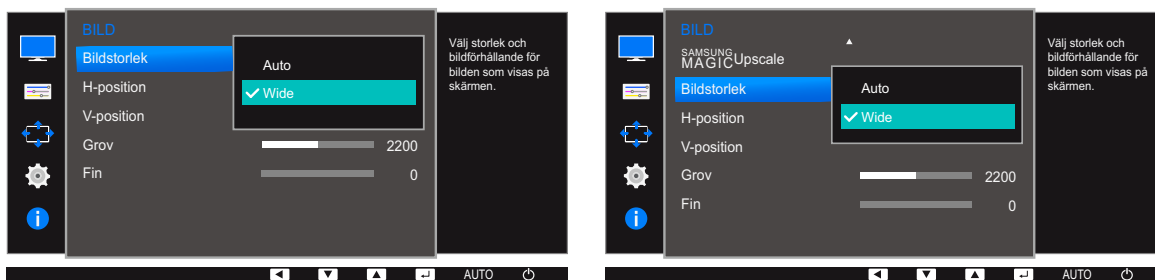 BILD
Bildstorlek
H-position
V-position
Grov
2200
Fin
0
Auto
Wide
Välj storlek och
bildförhållande för
bilden som visas på
skärmen.
AUTO
BILD
SAMSUNG
MAGICUpscale
Bildstorlek
H-position
V-position
Grov
2200
Fin
0
Auto
Wide
Välj storlek och
bildförhållande för
bilden som visas på
skärmen.
AUTO